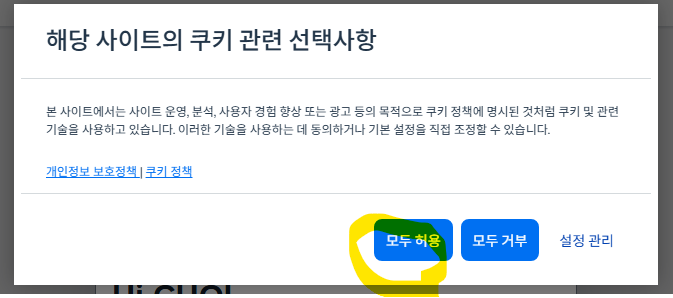 해당 사이트의 쿠키 관련 선택사항
본 사이트에서는 사이트 운영, 분석, 사용자 경험 향상 또는 광고 등의 목적으로 쿠키 정책에 명시된 것처럼 쿠키 및 관련
기술을 사용하고 있습니다. 이러한 기술을 사용하는 데 동의하거나 기본 설정을 직접 조정할 수 있습니다.
개인정보 보호정책 | 쿠키 정책
모두 허용 모두 거부 설정 관리